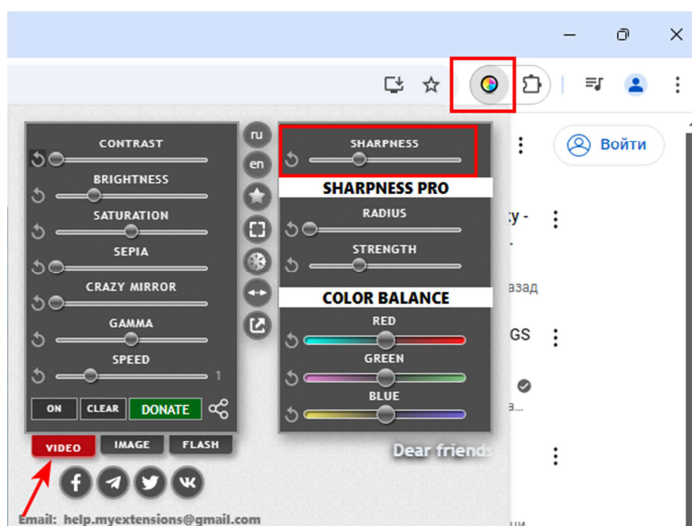 Войти
ru
en
CONTRAST
BRIGHTNESS
SATURATION
SEPIA
CRAZY MIRROR
GAMMA
SPEED
1
ON
CLEAR
DONATE
VIDEO
IMAGE
FLASH
SHARPNESS
SHARPNESS PRO
RADIUS
STRENGTH
COLOR BALANCE
RED
GREEN
BLUE
Dear friends
Email: help.myextensions@gmail.com
GS